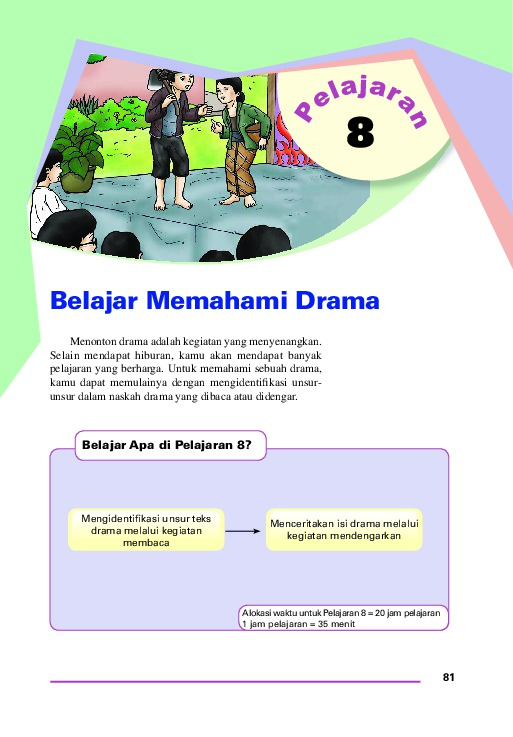 Pelajaran
8
Belajar Memahami Drama
Menonton drama adalah kegiatan yang menyenangkan.
Selain mendapat hiburan, kamu akan mendapat banyak
pelajaran yang berharga. Untuk memahami sebuah drama,
kamu dapat memulainya dengan mengidentifikasi unsur-
unsur dalam naskah drama yang dibaca atau didengar.
Belajar Apa di Pelajaran 8?
Mengidentifikasi unsur teks
drama melalui kegiatan
membaca
Menceritakan isi drama melalui
kegiatan mendengarkan
Alokasi waktu untuk Pelajaran 8 = 20 jam pelajaran
1 jam pelajaran = 35 menit
81